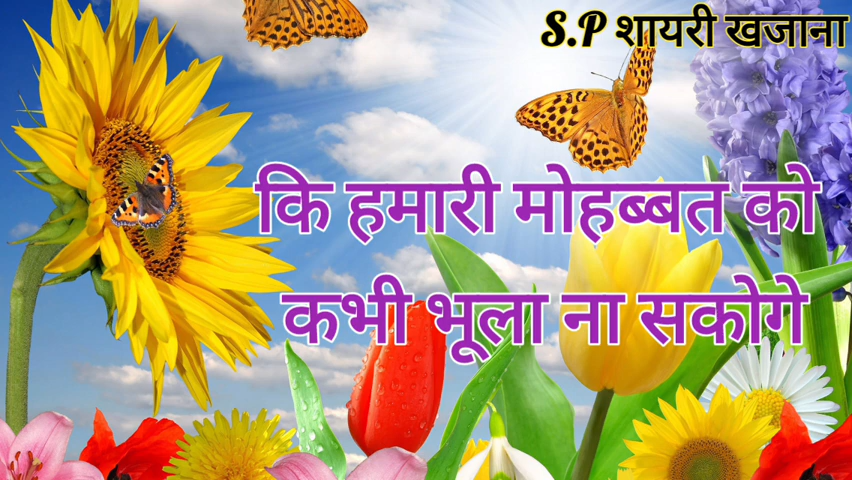 S.P शायरी खजाना
कि हमारी मोहब्बत को
कभी भूला ना सकोगे